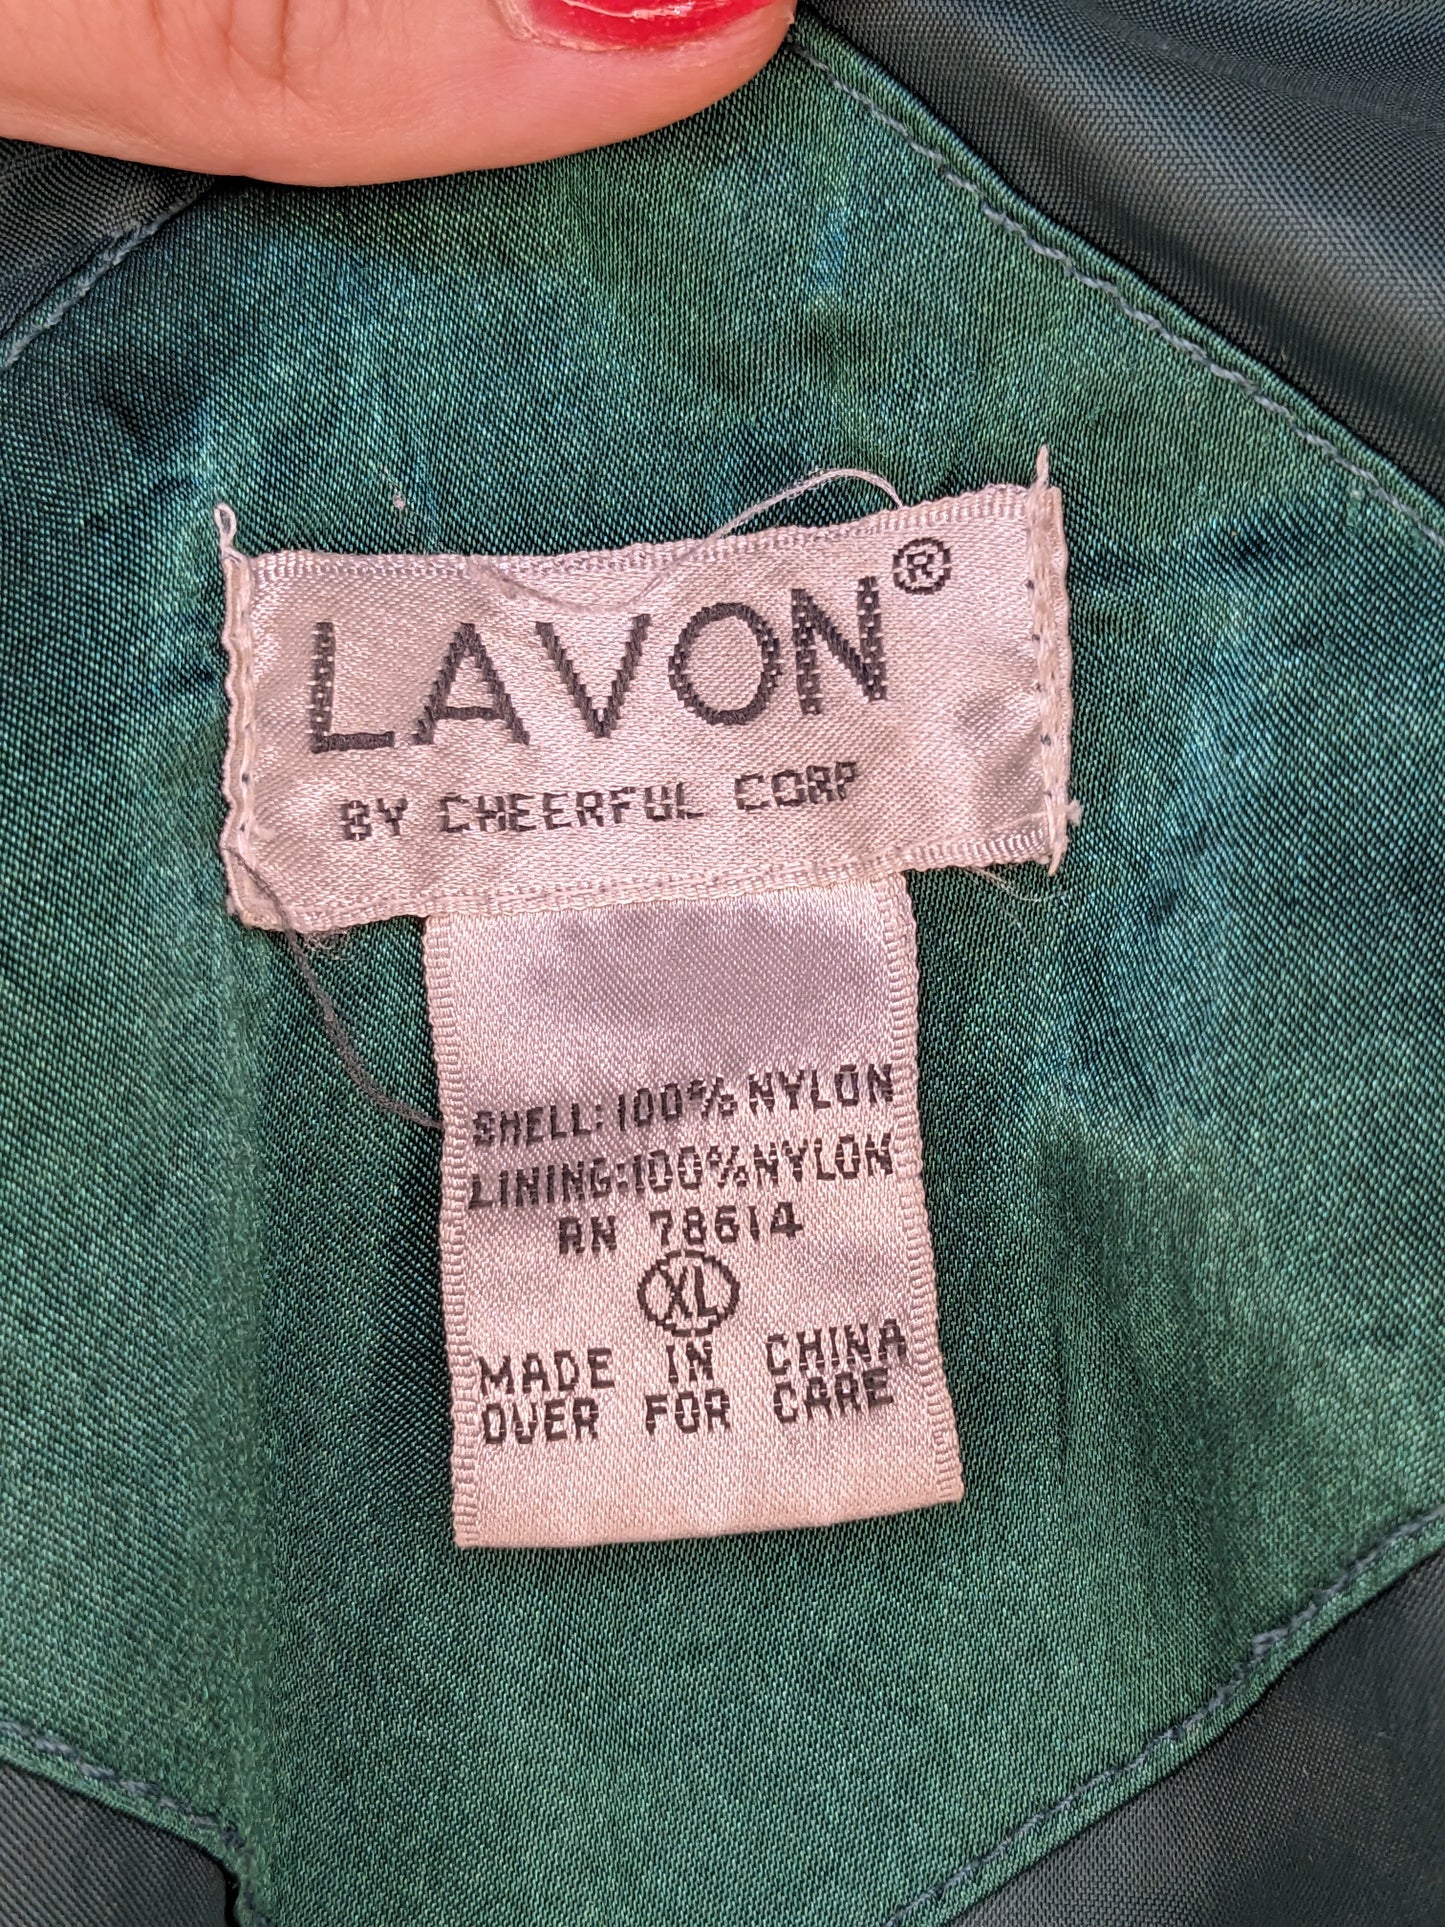 LAVON®
BY CHEERFUL CORP
SHELL: 100% NYLON
LINING: 100% NYLON
RN 78614
XL
MADE IN CHINA
OVER FOR CARE